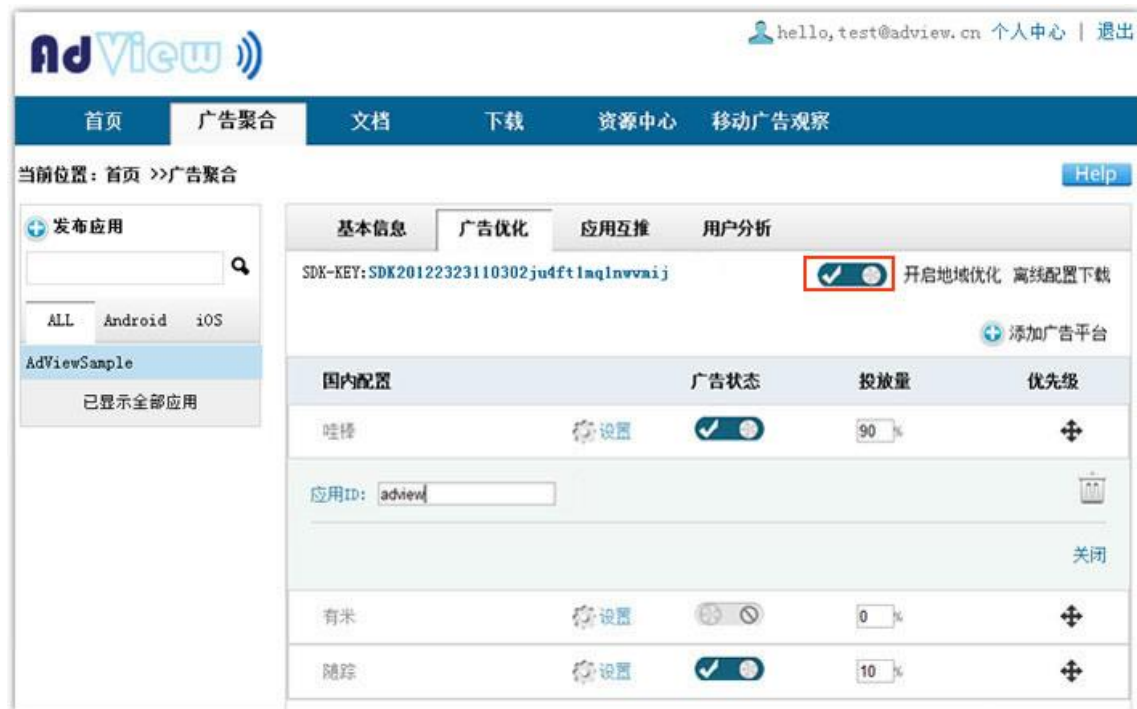 AdView
hello,test@adview.cn 个人中心 | 退出
首页 广告聚合 文档 下载 资源中心 移动广告观察
当前位置：首页 >>广告聚合
Help
发布应用
ALL Android iOS
AdViewSample
已显示全部应用
基本信息 广告优化 应用互推 用户分析
SDK-KEY:SDK20122323110302ju4ft1mq1nwvmij 开启地域优化 离线配置下载
添加广告平台
国内配置 广告状态 投放量 优先级
哇棒 设置 90 %
应用ID: adview
关闭
有米 设置 0 %
随踪 设置 10 %